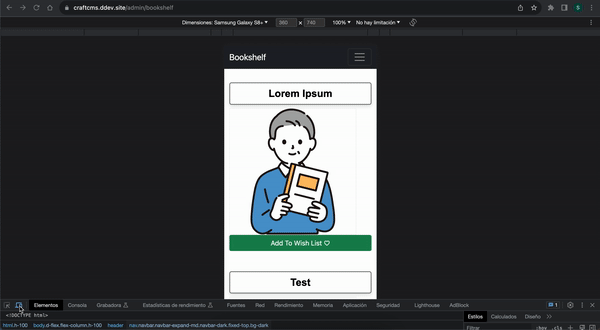 craftcms.ddev.site/admin/bookshelf
Dimensiones: Samsung Galaxy S8+ 360 × 740 100% No hay limitación
Bookshelf
Lorem Ipsum
Add To Wish List
Test
Elementos Consola Grabadora Estadísticas de rendimiento Fuentes Red Rendimiento Memoria Aplicación Seguridad Lighthouse AdBlock 1
<!DOCTYPE html>
Estilos Calculados Diseño
html.h-100 body.d-flex.flex-column.h-100 header nav.navbar.navbar-expand-md.navbar-dark.fixed-top.bg-dark
Filtrar :hov .cls